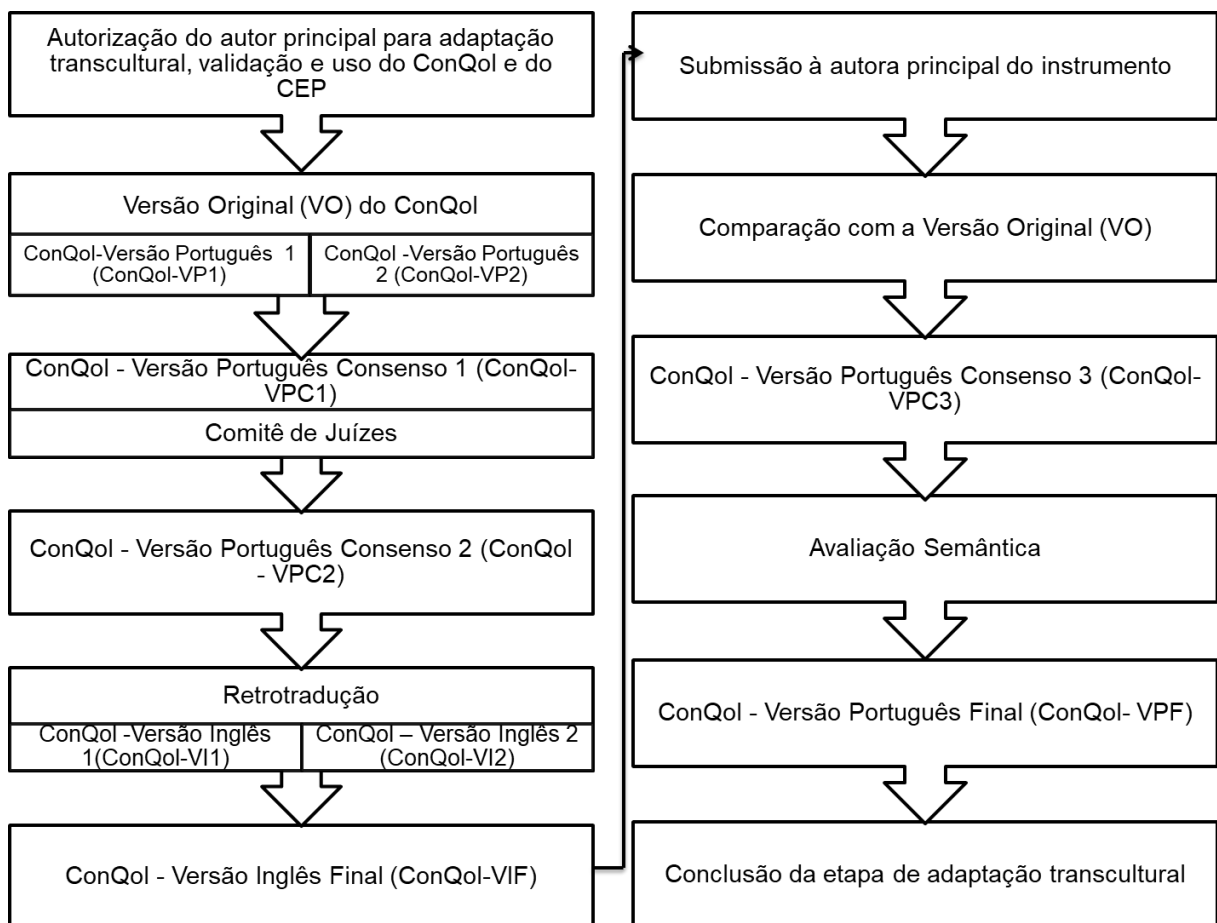 Autorização do autor principal para adaptação
transcultural, validação e uso do ConQol e do
CEP
Versão Original (VO) do ConQol
ConQol-Versão Português 1
(ConQol-VP1)
ConQol -Versão Português
2 (ConQol-VP2)
ConQol - Versão Português Consenso 1 (ConQol-
VPC1)
Comitê de Juízes
ConQol - Versão Português Consenso 2 (ConQol
- VPC2)
Retrotradução
ConQol -Versão Inglês
1(ConQol-VI1)
ConQol – Versão Inglês 2
(ConQol-VI2)
ConQol - Versão Inglês Final (ConQol-VIF)
Submissão à autora principal do instrumento
Comparação com a Versão Original (VO)
ConQol - Versão Português Consenso 3 (ConQol-
VPC3)
Avaliação Semântica
ConQol - Versão Português Final (ConQol- VPF)
Conclusão da etapa de adaptação transcultural